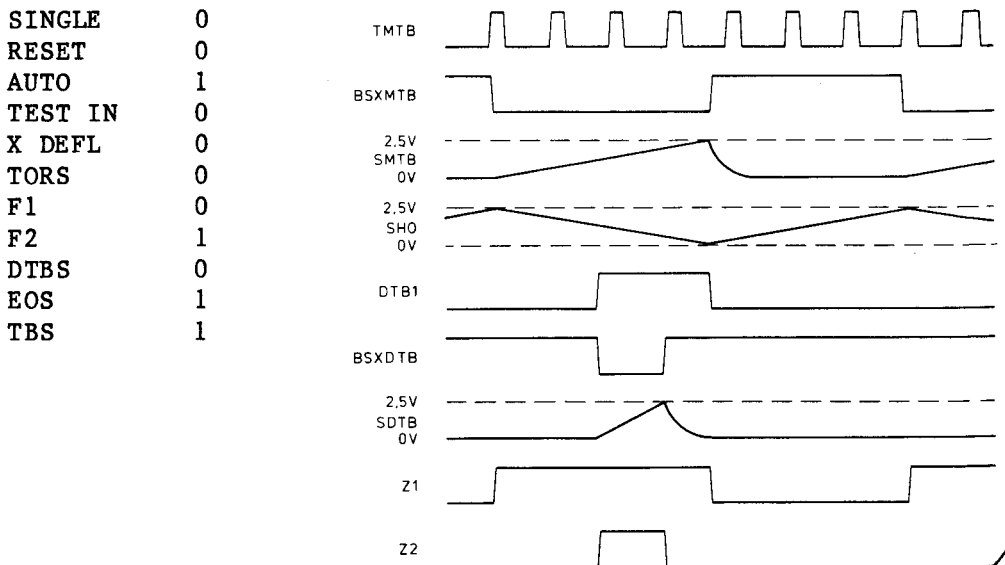 SINGLE 0
RESET 0
AUTO 1
TEST IN 0
X DEFL 0
TORS 0
F1 0
F2 1
DTBS 0
EOS 1
TBS 1
TMTB
BSXMTB
2.5V
SMTB
0V
2.5V
SHO
0V
DTB1
BSXDTB
2,5V
SDTB
0V
Z1
Z2